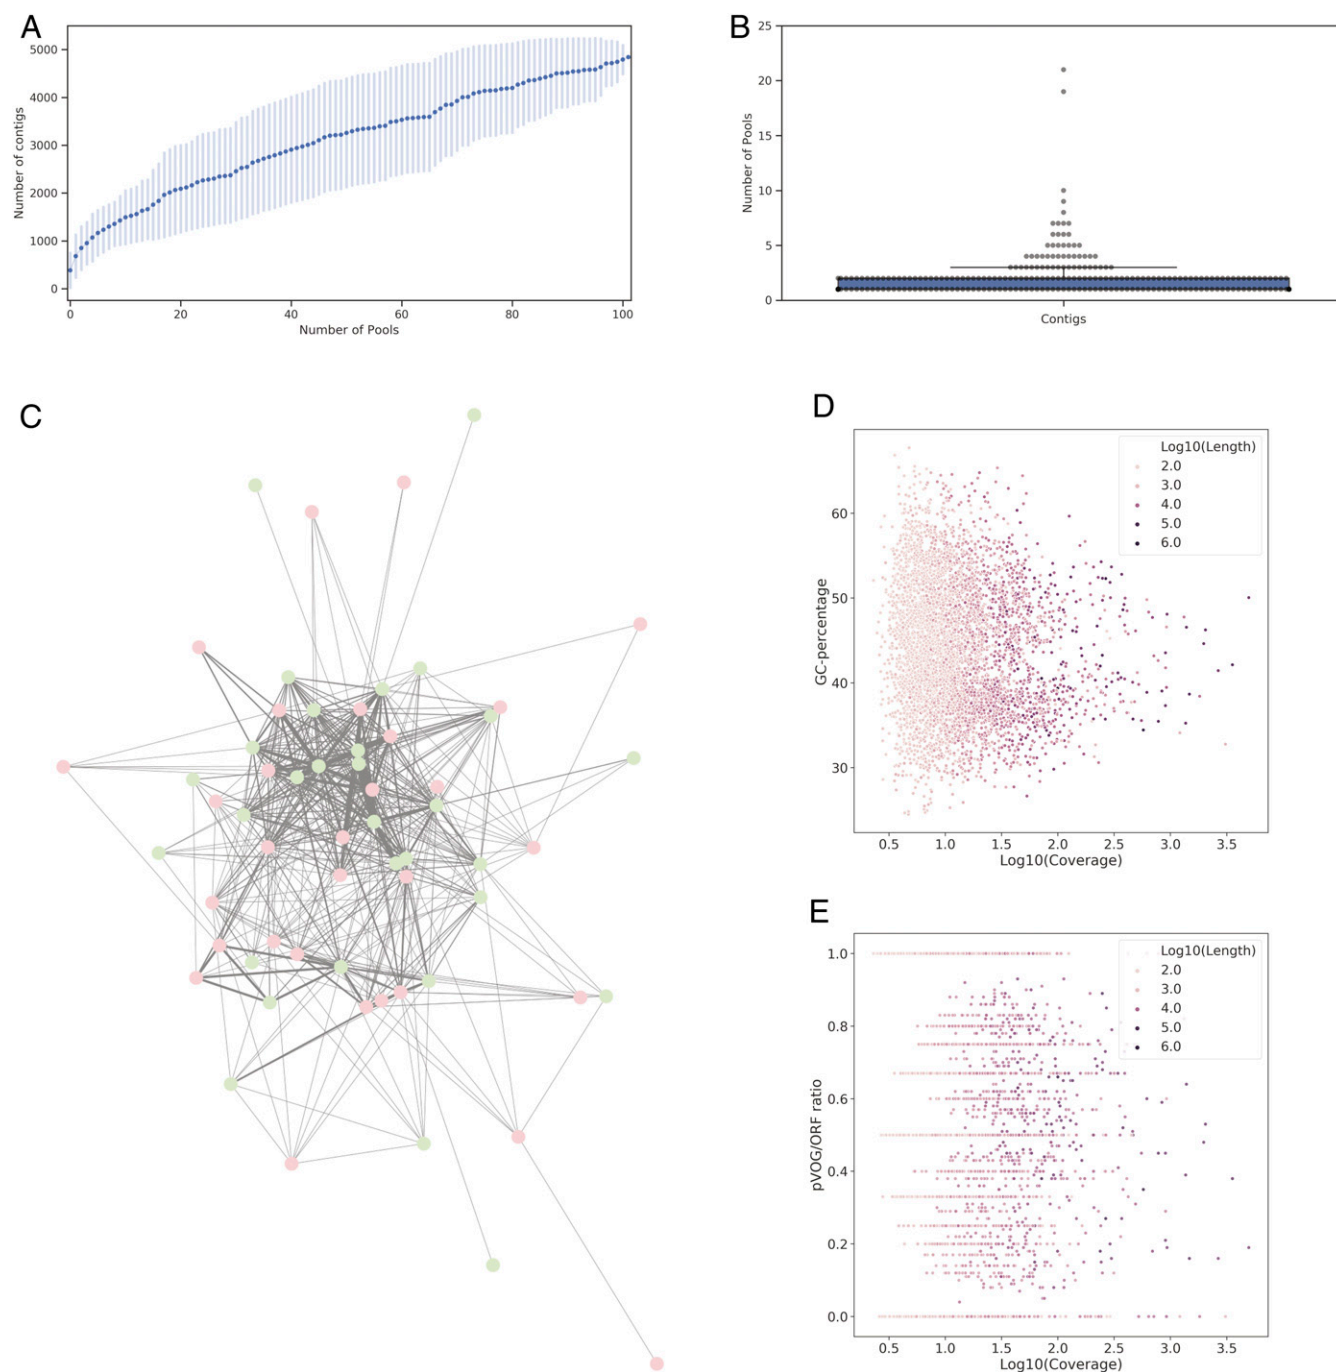 A
5000
4000
3000
2000
1000
0
Number of contigs
0 20 40 60 80 100
Number of Pools
B
25
20
15
10
5
0
Number of Pools
Contigs
C
D
60
50
40
30
GC-percentage
Log10(Length)
2.0
3.0
4.0
5.0
6.0
0.5 1.0 1.5 2.0 2.5 3.0 3.5
Log10(Coverage)
E
1.0
0.8
0.6
0.4
0.2
0.0
pVOG/ORF ratio
Log10(Length)
2.0
3.0
4.0
5.0
6.0
0.5 1.0 1.5 2.0 2.5 3.0 3.5
Log10(Coverage)